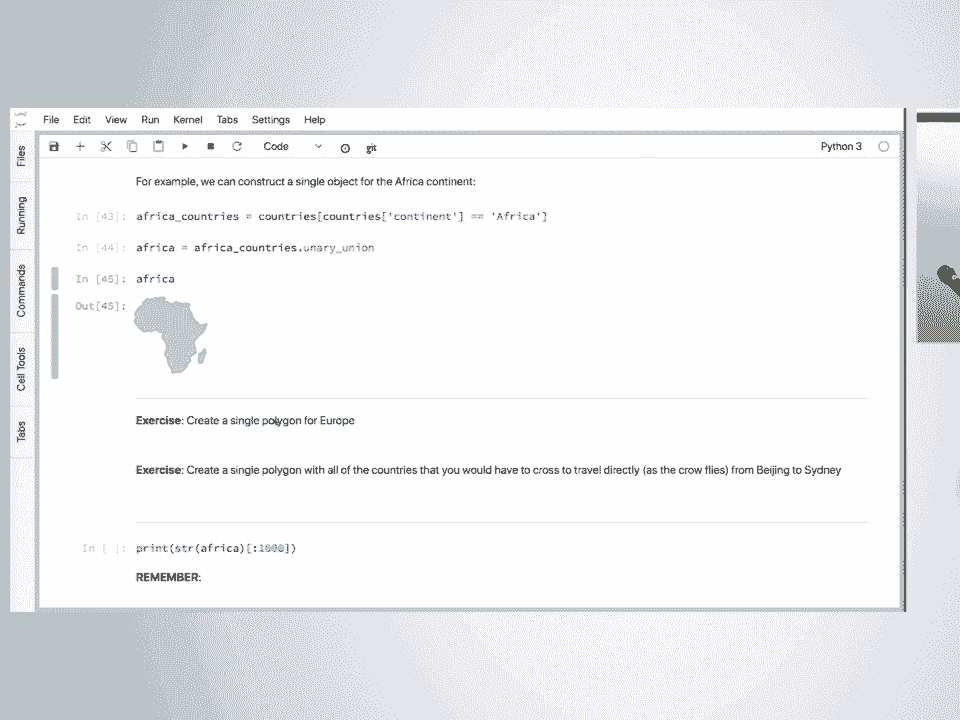 File Edit View Run Kernel Tabs Settings Help
Code git Python 3
Files
Running
Commands
Cell Tools
Tabs
For example, we can construct a single object for the Africa continent:
In [43]: africa_countries = countries[countries['continent'] == 'Africa']
In [44]: africa = africa_countries.unary_union
In [45]: africa
Out[45]:
Exercise: Create a single polygon for Europe
Exercise: Create a single polygon with all of the countries that you would have to cross to travel directly (as the crow flies) from Beijing to Sydney
In [ ]: print(str(africa)[:1000])
REMEMBER: